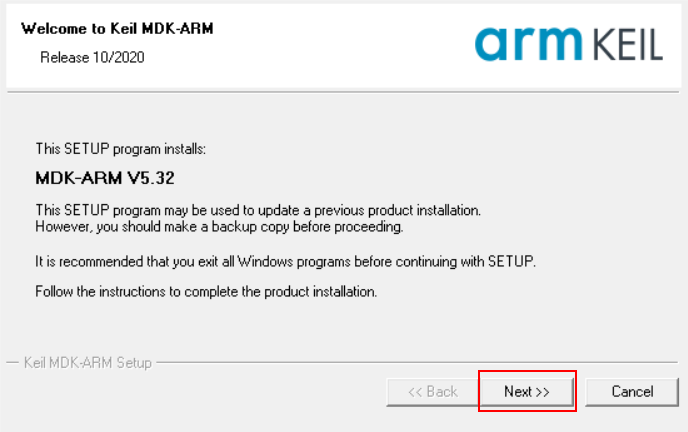 Welcome to Keil MDK-ARM
Release 10/2020
arm KEIL
This SETUP program installs:
MDK-ARM V5.32
This SETUP program may be used to update a previous product installation.
However, you should make a backup copy before proceeding.
It is recommended that you exit all Windows programs before continuing with SETUP.
Follow the instructions to complete the product installation.
Keil MDK-ARM Setup
<< Back Next >> Cancel